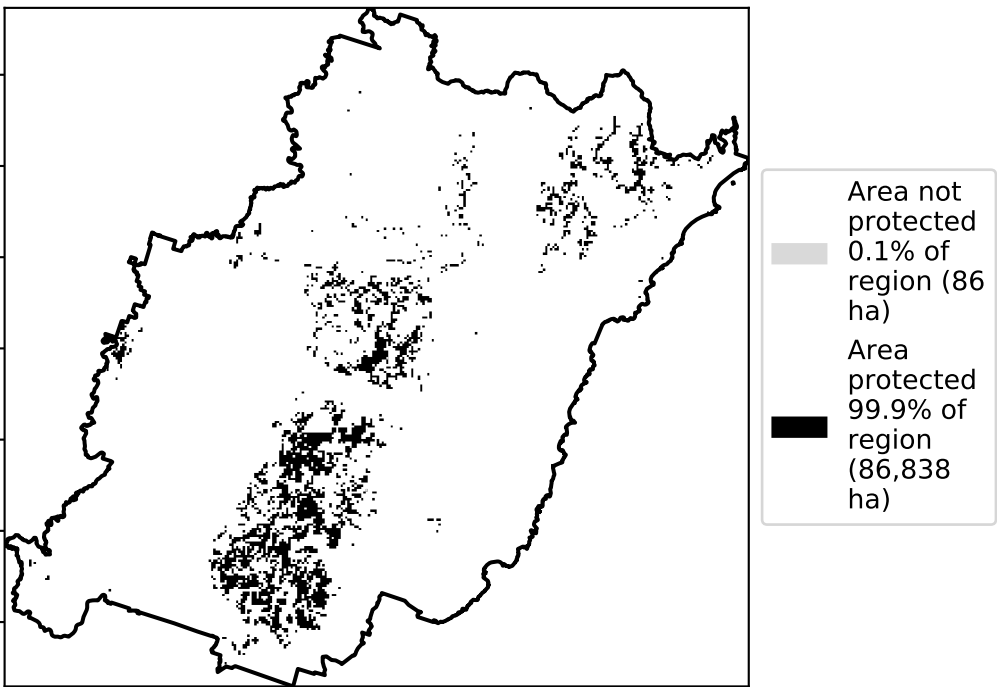 Area not
protected
0.1% of
region (86
ha)
Area
protected
99.9% of
region
(86,838
ha)